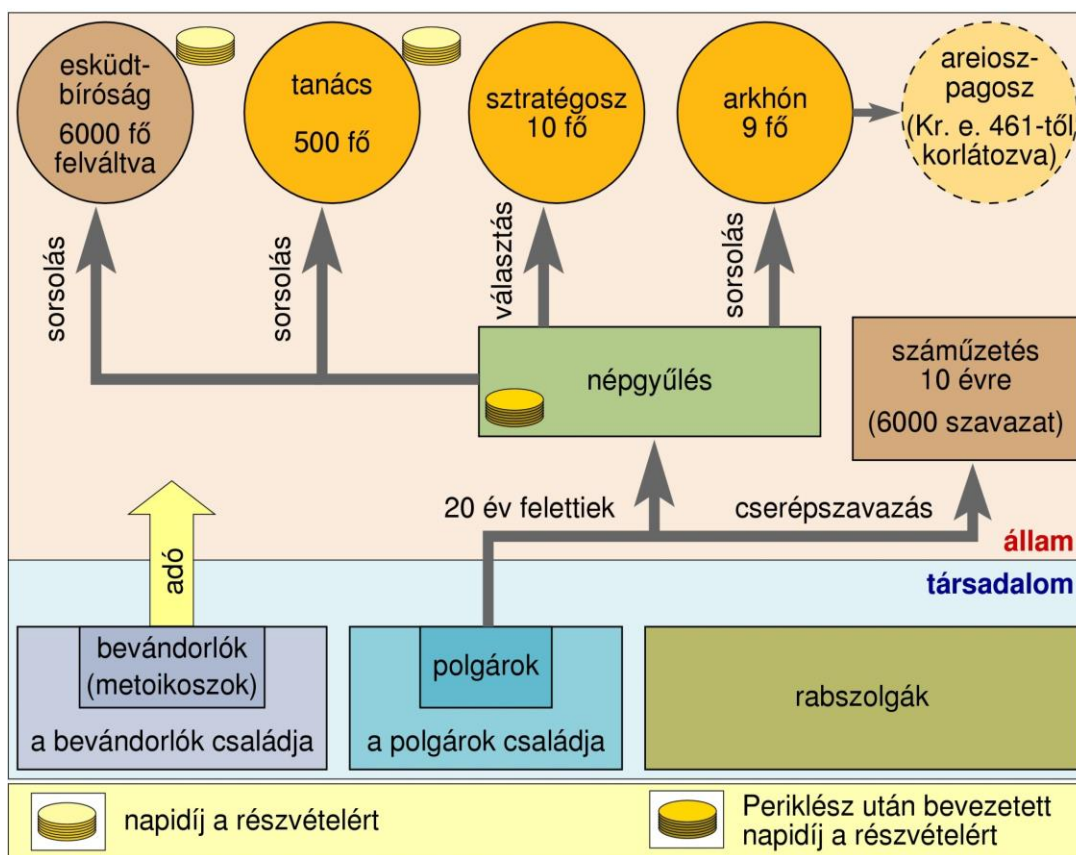 esküdt-
bíróság
6000 fő
felváltva
tanács
500 fő
sztratégosz
10 fő
arkhón
9 fő
areiosz-
pagosz
(Kr. e. 461-től
korlátozva)
sorsolás
sorsolás
választás
sorsolás
népgyűlés
száműzetés
10 évre
(6000 szavazat)
20 év felettiek
cserépszavazás
adó
állam
társadalom
bevándorlók
(metoikoszok)
a bevándorlók családja
polgárok
a polgárok családja
rabszolgák
napidíj a részvételért
Periklész után bevezetett
napidíj a részvételért